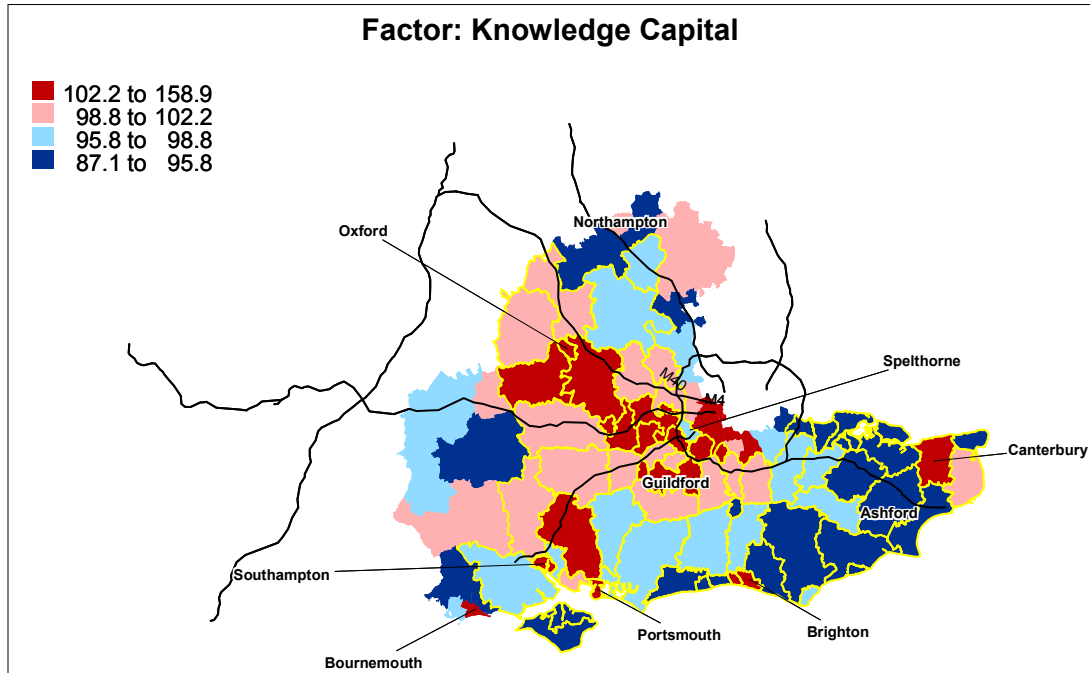 Factor: Knowledge Capital
102.2 to 158.9
98.8 to 102.2
95.8 to 98.8
87.1 to 95.8
Northampton
Oxford
Spelthorne
M40
M4
Canterbury
Guildford
Ashford
Southampton
Portsmouth
Brighton
Bournemouth